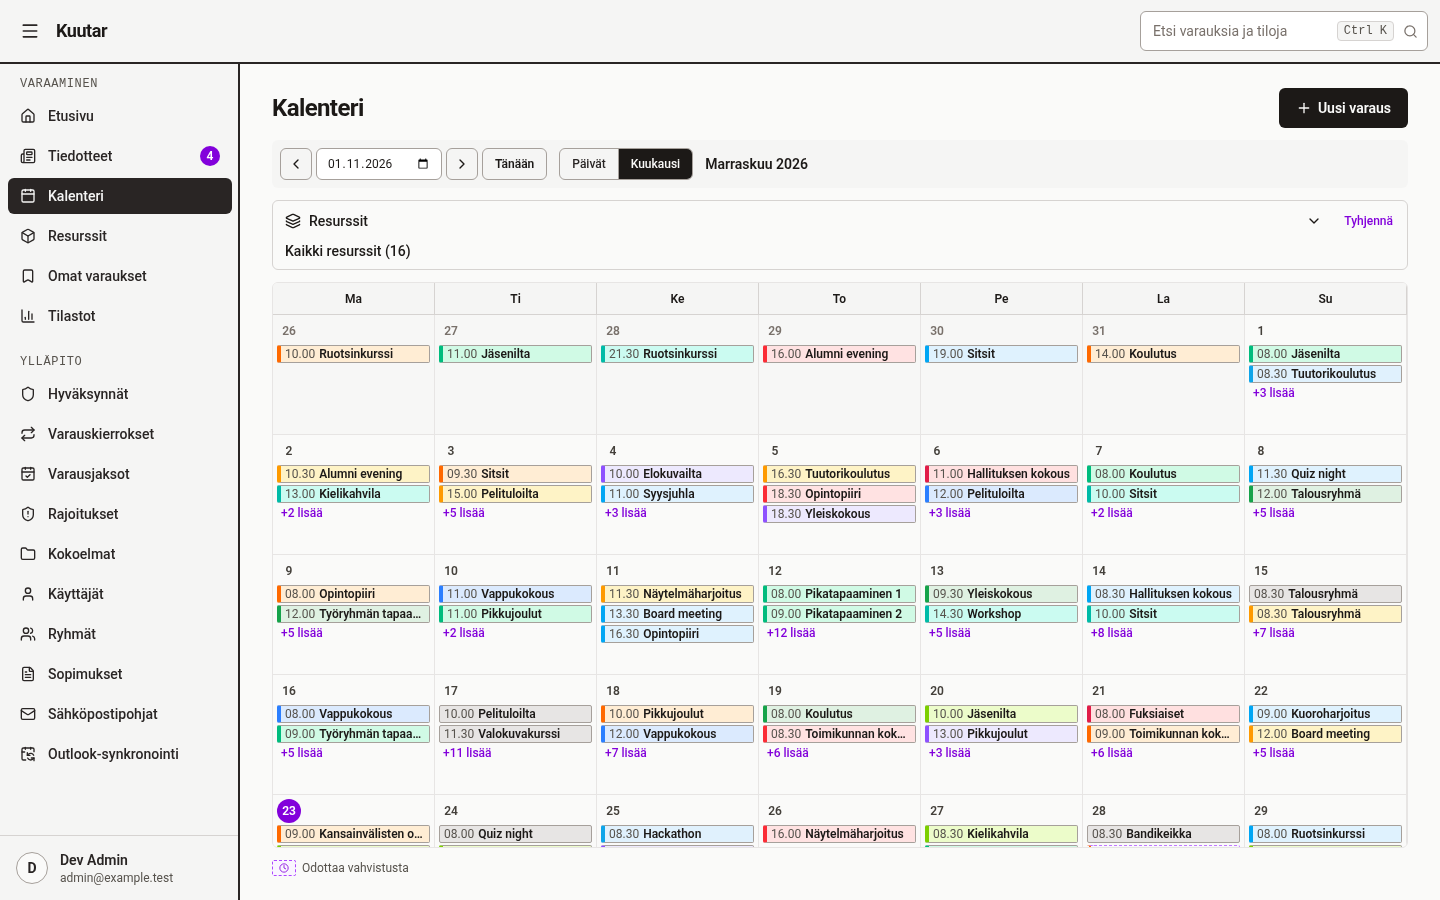 Kuutar
Etsi varauksia ja tiloja
Ctrl K
VARAAMINEN
Etusivu
Tiedotteet
4
Kalenteri
Resurssit
Omat varaukset
Tilastot
YLLÄPITO
Hyväksynnät
Varauskierrokset
Varausjaksot
Rajoitukset
Kokoelmat
Käyttäjät
Ryhmät
Sopimukset
Sähköpostipohjat
Outlook-synkronointi
D
Dev Admin
admin@example.test
Kalenteri
Uusi varaus
01.11.2026
Tänään
Päivät
Kuukausi
Marraskuu 2026
Resurssit
Tyhjennä
Kaikki resurssit (16)
Ma Ti Ke To Pe La Su
26
10.00 Ruotsinkurssi
27
11.00 Jäsenilta
28
21.30 Ruotsinkurssi
29
16.00 Alumni evening
30
19.00 Sitsit
31
14.00 Koulutus
1
08.00 Jäsenilta
08.30 Tuutorikoulutus
+3 lisää
2
10.30 Alumni evening
13.00 Kielikahvila
+2 lisää
3
09.30 Sitsit
15.00 Pelituloilta
+5 lisää
4
10.00 Elokuvailta
11.00 Syysjuhla
+3 lisää
5
16.30 Tuutorikoulutus
18.30 Opintopiiri
18.30 Yleiskokous
6
11.00 Hallituksen kokous
12.00 Pelituloilta
+3 lisää
7
08.00 Koulutus
10.00 Sitsit
+2 lisää
8
11.30 Quiz night
12.00 Talousryhmä
+5 lisää
9
08.00 Opintopiiri
12.00 Työryhmän tapaa…
+5 lisää
10
11.00 Vappukokous
11.00 Pikkujoulut
+2 lisää
11
11.30 Näytelmäharjoitus
13.30 Board meeting
16.30 Opintopiiri
12
08.00 Pikatapaaminen 1
09.00 Pikatapaaminen 2
+12 lisää
13
09.30 Yleiskokous
14.30 Workshop
+5 lisää
14
08.30 Hallituksen kokous
10.00 Sitsit
+8 lisää
15
08.30 Talousryhmä
08.30 Talousryhmä
+7 lisää
16
08.00 Vappukokous
09.00 Työryhmän tapaa…
+5 lisää
17
10.00 Pelituloilta
11.30 Valokuvakurssi
+11 lisää
18
10.00 Pikkujoulut
12.00 Vappukokous
+7 lisää
19
08.00 Koulutus
08.30 Toimikunnan kok…
+6 lisää
20
10.00 Jäsenilta
13.00 Pikkujoulut
+3 lisää
21
08.00 Fuksiaiset
09.00 Toimikunnan kok…
+6 lisää
22
09.00 Kuoroharjoitus
12.00 Board meeting
+5 lisää
23
09.00 Kansainvälisten o…
24
08.00 Quiz night
25
08.30 Hackathon
26
16.00 Näytelmäharjoitus
27
08.30 Kielikahvila
28
08.30 Bandikeikka
29
08.00 Ruotsinkurssi
Odottaa vahvistusta